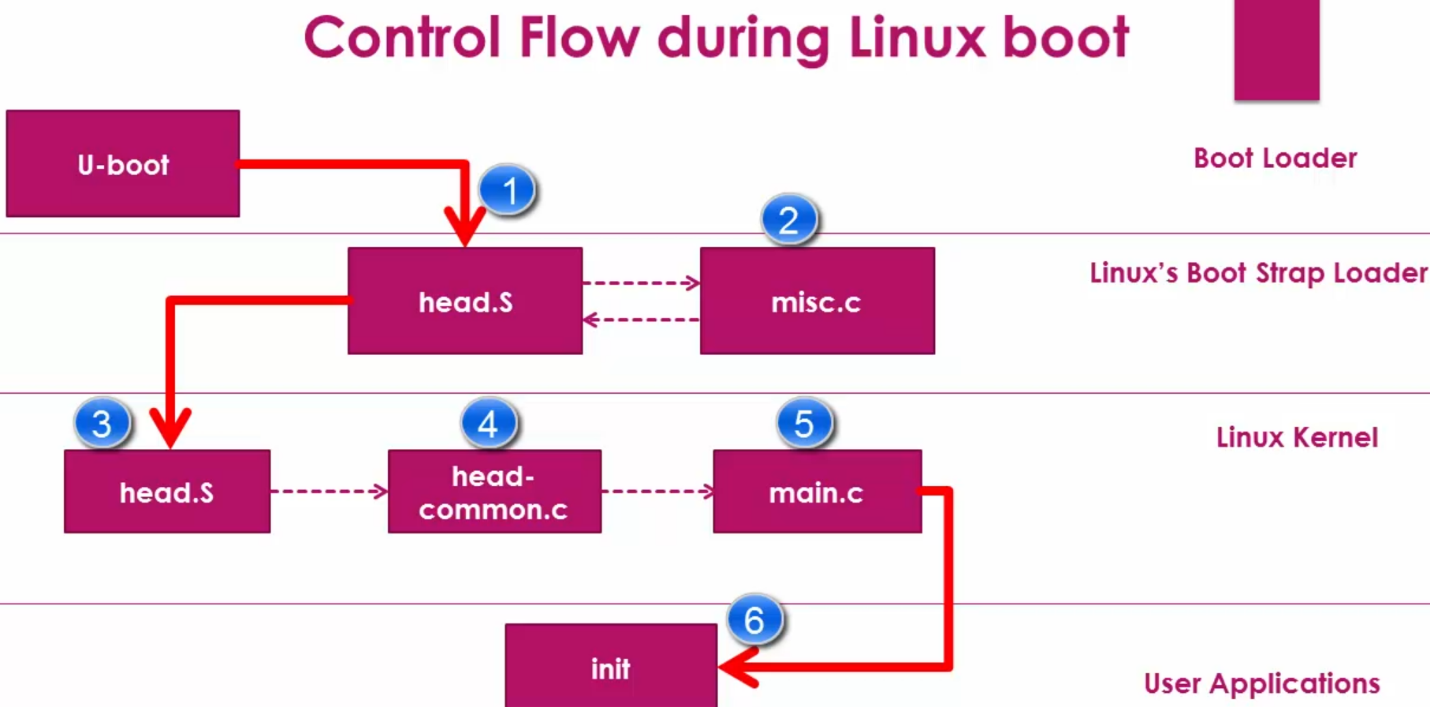 Control Flow during Linux boot
U-boot
Boot Loader
1
2
head.S
misc.c
Linux's Boot Strap Loader
3
4
5
Linux Kernel
head.S
head-
common.c
main.c
6
init
User Applications